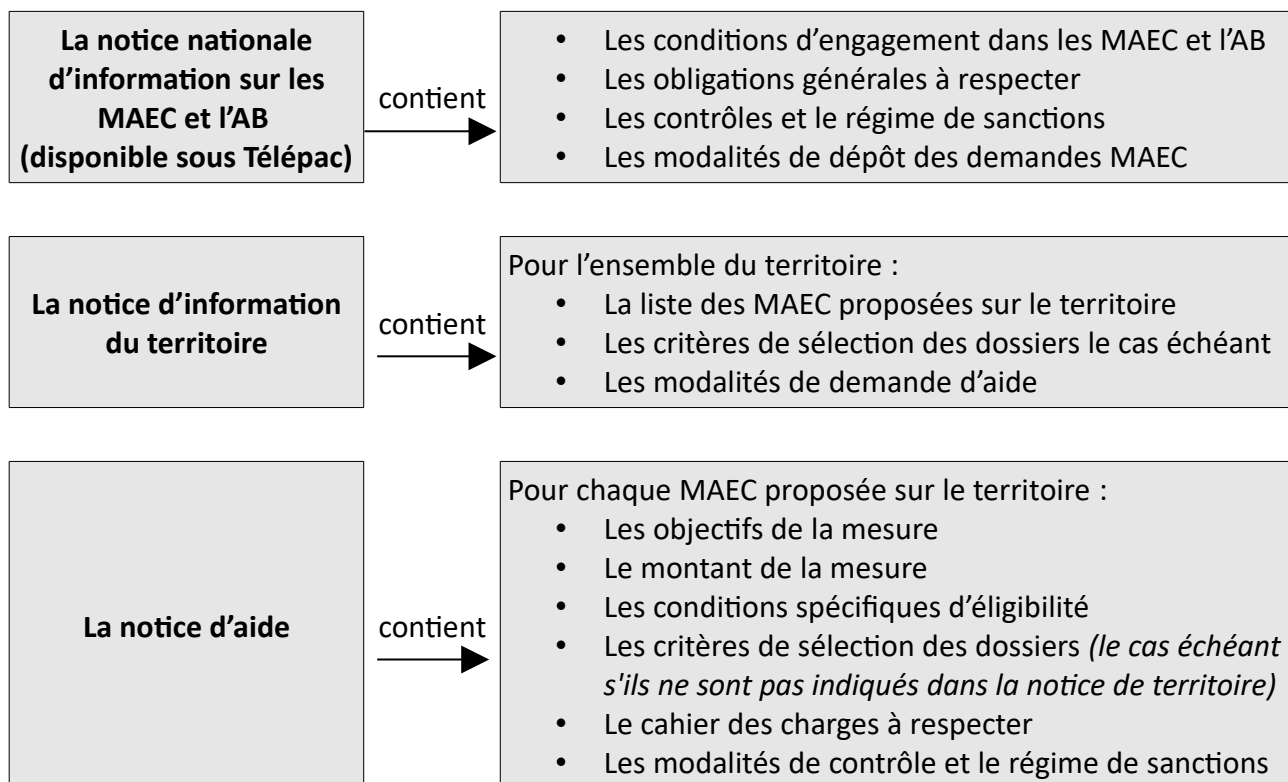 La notice nationale
d’information sur les
MAEC et l’AB
(disponible sous Télépac)
contient
• Les conditions d’engagement dans les MAEC et l’AB
• Les obligations générales à respecter
• Les contrôles et le régime de sanctions
• Les modalités de dépôt des demandes MAEC
La notice d’information
du territoire
contient
Pour l’ensemble du territoire :
• La liste des MAEC proposées sur le territoire
• Les critères de sélection des dossiers le cas échéant
• Les modalités de demande d’aide
La notice d’aide
contient
Pour chaque MAEC proposée sur le territoire :
• Les objectifs de la mesure
• Le montant de la mesure
• Les conditions spécifiques d’éligibilité
• Les critères de sélection des dossiers (le cas échéant
s'ils ne sont pas indiqués dans la notice de territoire)
• Le cahier des charges à respecter
• Les modalités de contrôle et le régime de sanctions